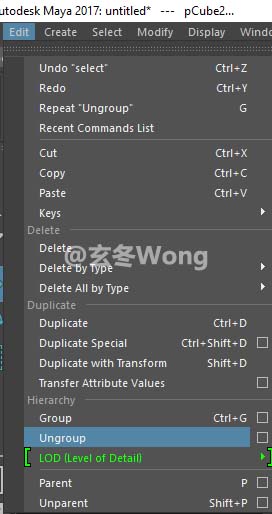 utodesk Maya 2017: untitled* --- pCube2...
Edit Create Select Modify Display Windo
Undo "select" Ctrl+Z
Redo Ctrl+Y
Repeat "Ungroup" G
Recent Commands List
Cut Ctrl+X
Copy Ctrl+C
Paste Ctrl+V
Keys
Delete
Delete
@玄冬Wong
Delete by Type
Delete All by Type
Duplicate
Duplicate Ctrl+D
Duplicate Special Ctrl+Shift+D
Duplicate with Transform Shift+D
Transfer Attribute Values
Hierarchy
Group Ctrl+G
Ungroup
LOD (Level of Detail)
Parent P
Unparent Shift+P